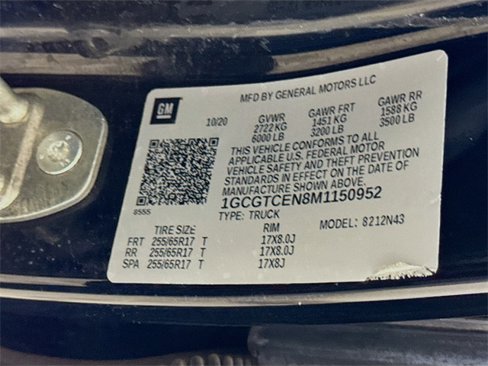 MFD BY GENERAL MOTORS LLC
GM
10/20 GVWR GAWR FRT GAWR RR
2722 KG 1451 KG 1588 KG
6000 LB 3200 LB 3500 LB
THIS VEHICLE CONFORMS TO ALL
APPLICABLE U.S. FEDERAL MOTOR
VEHICLE SAFETY AND THEFT PREVENTION
STANDARDS IN EFFECT ON THE DATE OF
MANUFACTURE SHOWN ABOVE.
8555 1GCGTCEN8M1150952
TYPE: TRUCK MODEL: 8212N43
TIRE SIZE RIM
FRT 255/65R17 T 17X8.0J
RR 255/65R17 T 17X8.0J
SPA 255/65R17 T 17X8J